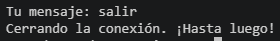 Tu mensaje: salir
Cerrando la conexión. ¡Hasta luego!